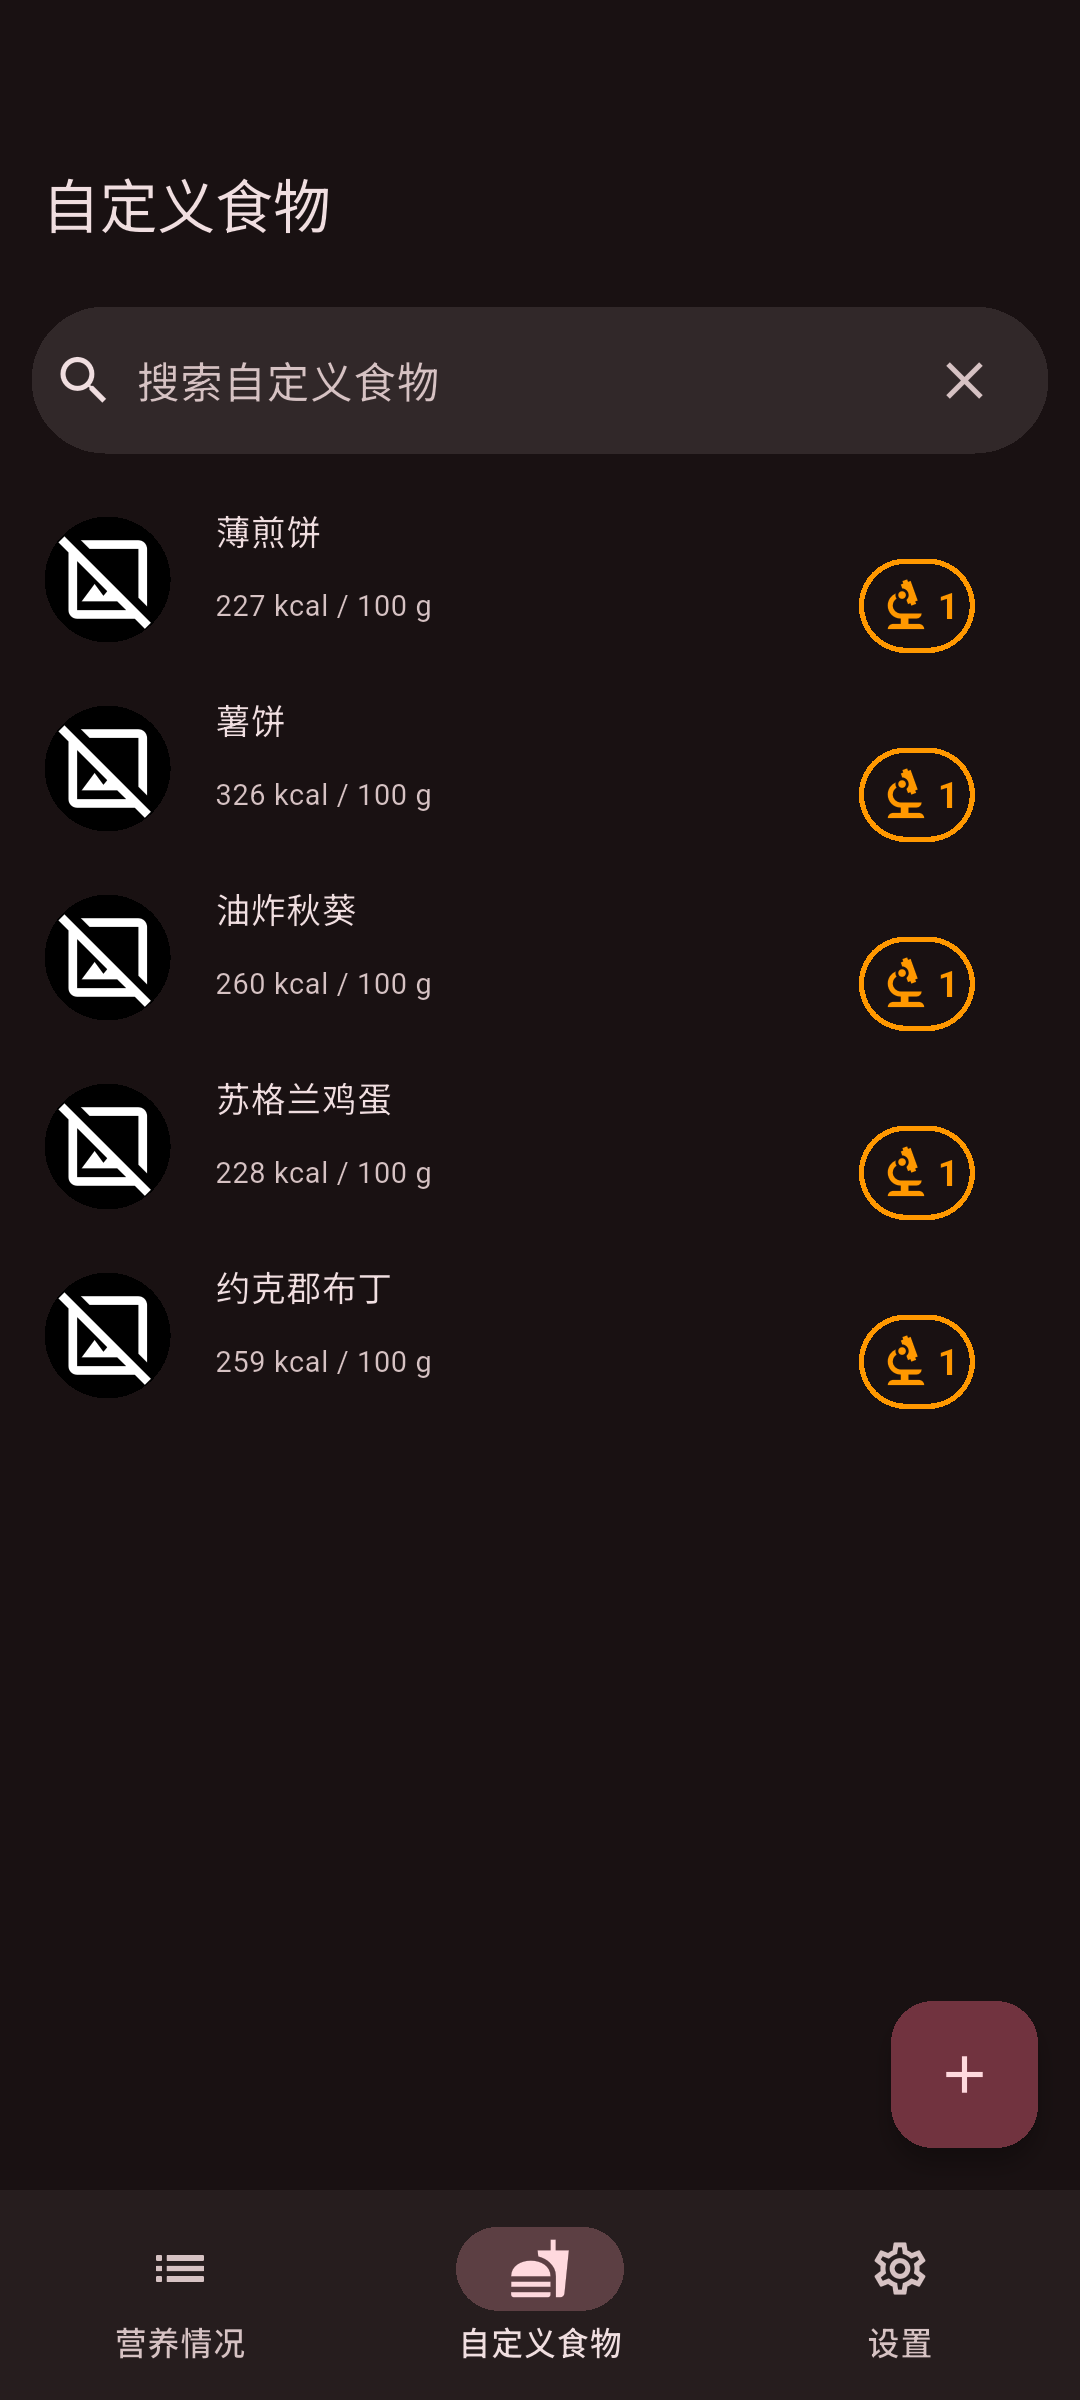 自定义食物
搜索自定义食物
薄煎饼
227 kcal / 100 g
1
薯饼
326 kcal / 100 g
1
油炸秋葵
260 kcal / 100 g
1
苏格兰鸡蛋
228 kcal / 100 g
1
约克郡布丁
259 kcal / 100 g
1
营养情况
自定义食物
设置